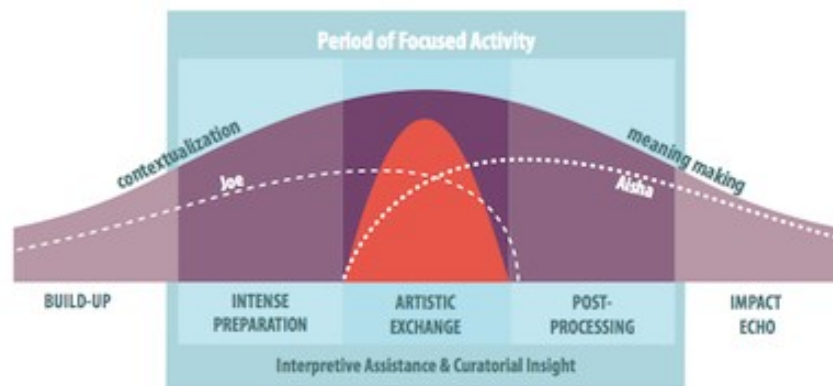 Period of Focused Activity
contextualization
meaning making
Joe
Aisha
BUILD-UP
INTENSE
PREPARATION
ARTISTIC
EXCHANGE
POST-
PROCESSING
IMPACT
ECHO
Interpretive Assistance & Curatorial Insight